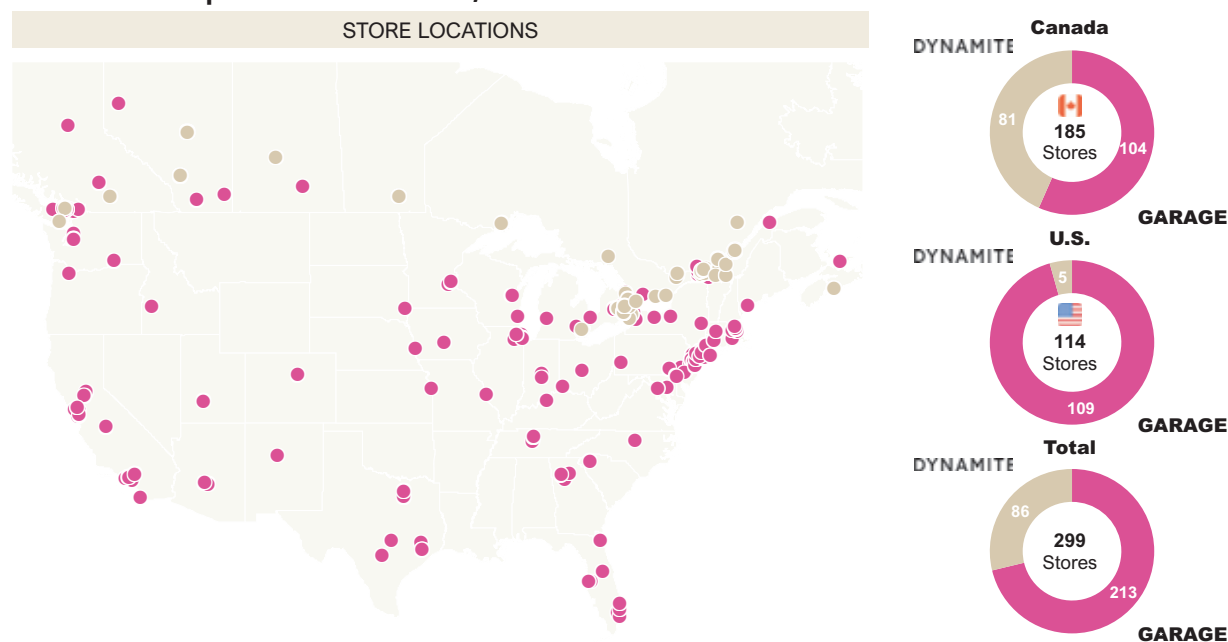 STORE LOCATIONS
Canada
DYNAMITE
81
185
Stores
104
GARAGE
U.S.
DYNAMITE
5
114
Stores
109
GARAGE
Total
DYNAMITE
86
299
Stores
213
GARAGE